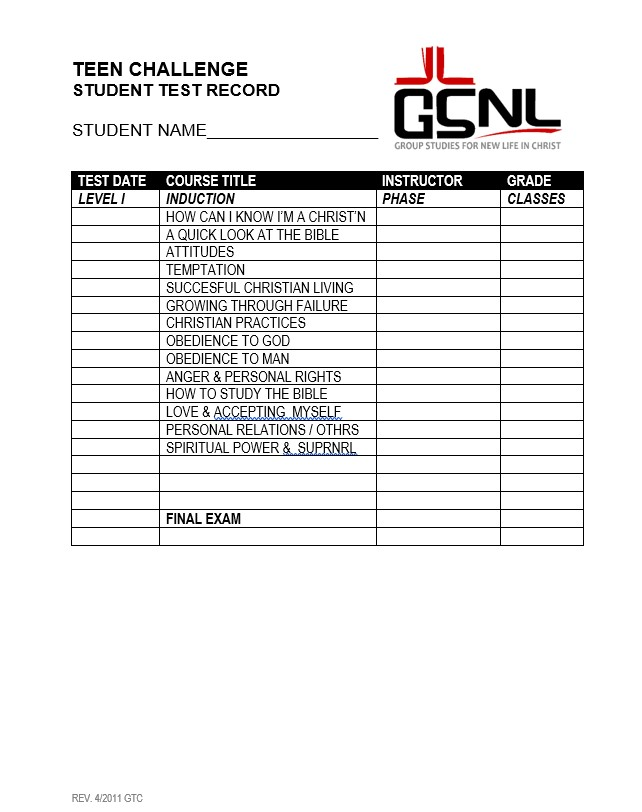 TEEN CHALLENGE
STUDENT TEST RECORD
STUDENT NAME____________________
GSNL
GROUP STUDIES FOR NEW LIFE IN CHRIST
TEST DATE COURSE TITLE INSTRUCTOR GRADE
LEVEL I INDUCTION PHASE CLASSES
HOW CAN I KNOW I'M A CHRIST'N
A QUICK LOOK AT THE BIBLE
ATTITUDES
TEMPTATION
SUCCESFUL CHRISTIAN LIVING
GROWING THROUGH FAILURE
CHRISTIAN PRACTICES
OBEDIENCE TO GOD
OBEDIENCE TO MAN
ANGER & PERSONAL RIGHTS
HOW TO STUDY THE BIBLE
LOVE & ACCEPTING MYSELF
PERSONAL RELATIONS / OTHRS
SPIRITUAL POWER & SUPRNRL
FINAL EXAM
REV. 4/2011 GTC